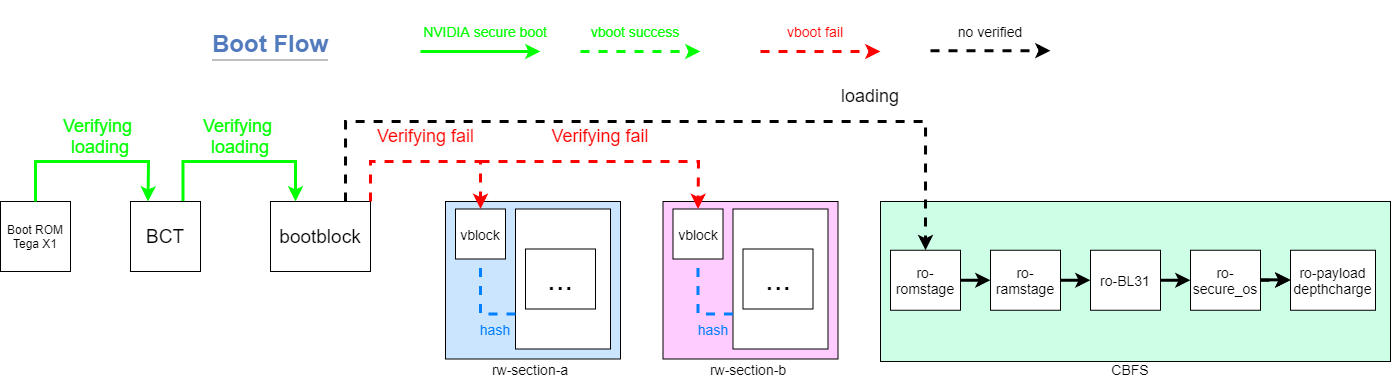 Boot Flow
NVIDIA secure boot
vboot success
vboot fail
no verified
loading
Verifying
loading
Verifying
loading
Verifying fail
Verifying fail
Boot ROM
Tega X1
BCT
bootblock
vblock
...
hash
rw-section-a
vblock
...
hash
rw-section-b
ro-
romstage
ro-
ramstage
ro-BL31
ro-
secure_os
ro-payload
depthcharge
CBFS